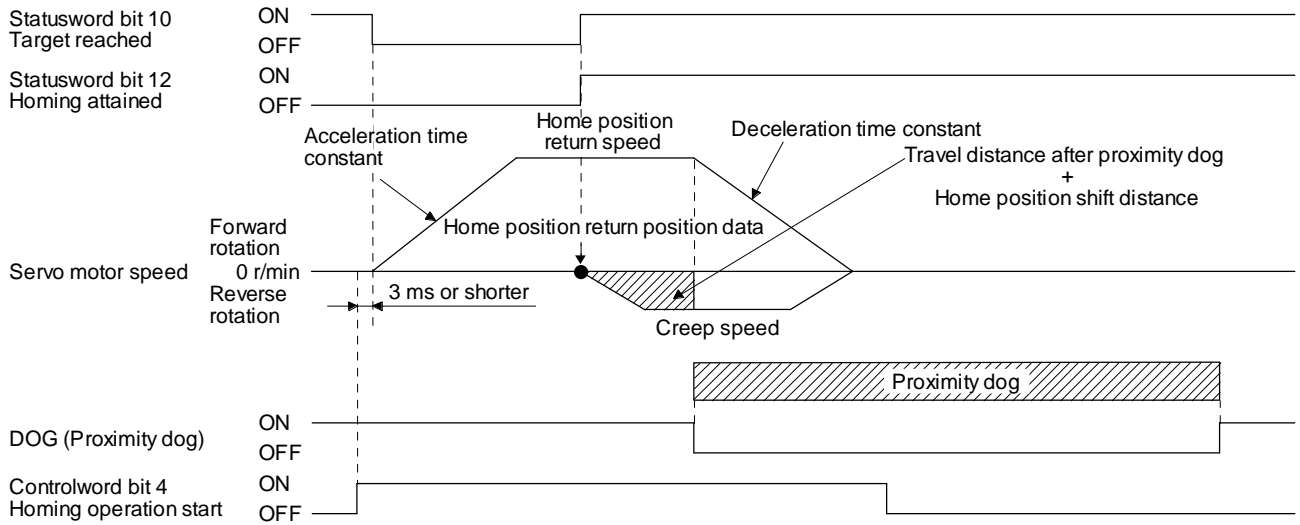 Statusword bit 10
Target reached
ON
OFF
Statusword bit 12
Homing attained
ON
OFF
Acceleration time
constant
Home position
return speed
Deceleration time constant
Travel distance after proximity dog
+
Home position shift distance
Home position return position data
Servo motor speed
Forward
rotation
0 r/min
Reverse
rotation
3 ms or shorter
Creep speed
Proximity dog
DOG (Proximity dog)
ON
OFF
Controlword bit 4
Homing operation start
ON
OFF